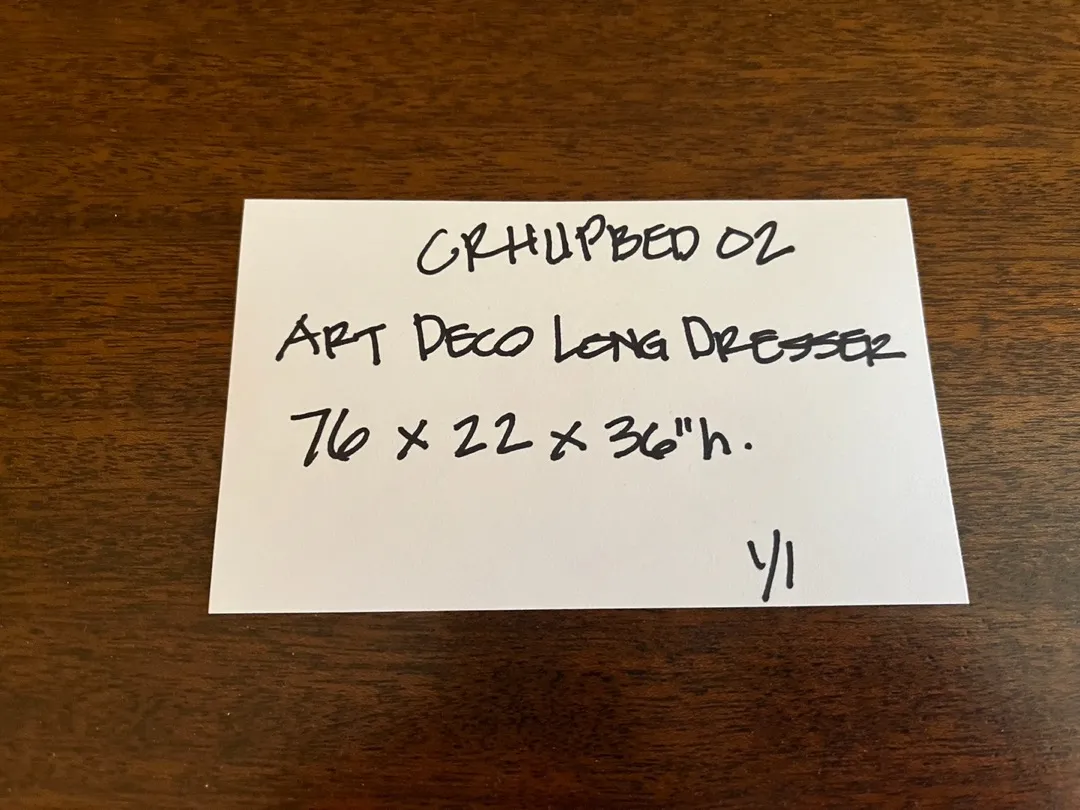 CRHUPBED 02
ART DECO LONG DRESSER
76 x 22 x 36"h.
1/1